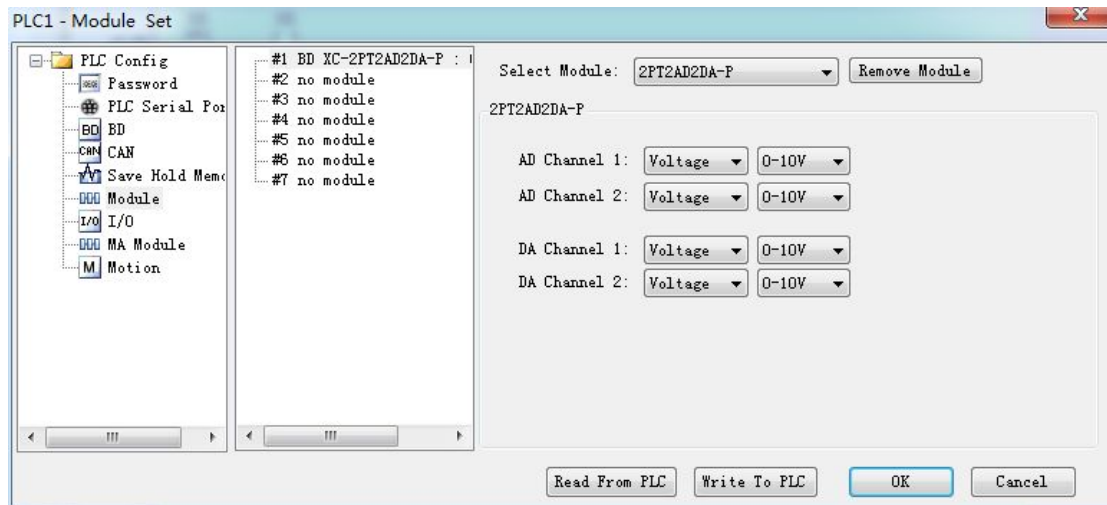 PLC1 - Module Set
PLC Config
Password
PLC Serial Por
BD BD
CAN CAN
Save Hold Memo
Module
I/O I/O
MA Module
M Motion
#1 BD XC-2PT2AD2DA-P :
#2 no module
#3 no module
#4 no module
#5 no module
#6 no module
#7 no module
Select Module: 2PT2AD2DA-P Remove Module
2PT2AD2DA-P
AD Channel 1: Voltage 0-10V
AD Channel 2: Voltage 0-10V
DA Channel 1: Voltage 0-10V
DA Channel 2: Voltage 0-10V
Read From PLC Write To PLC OK Cancel